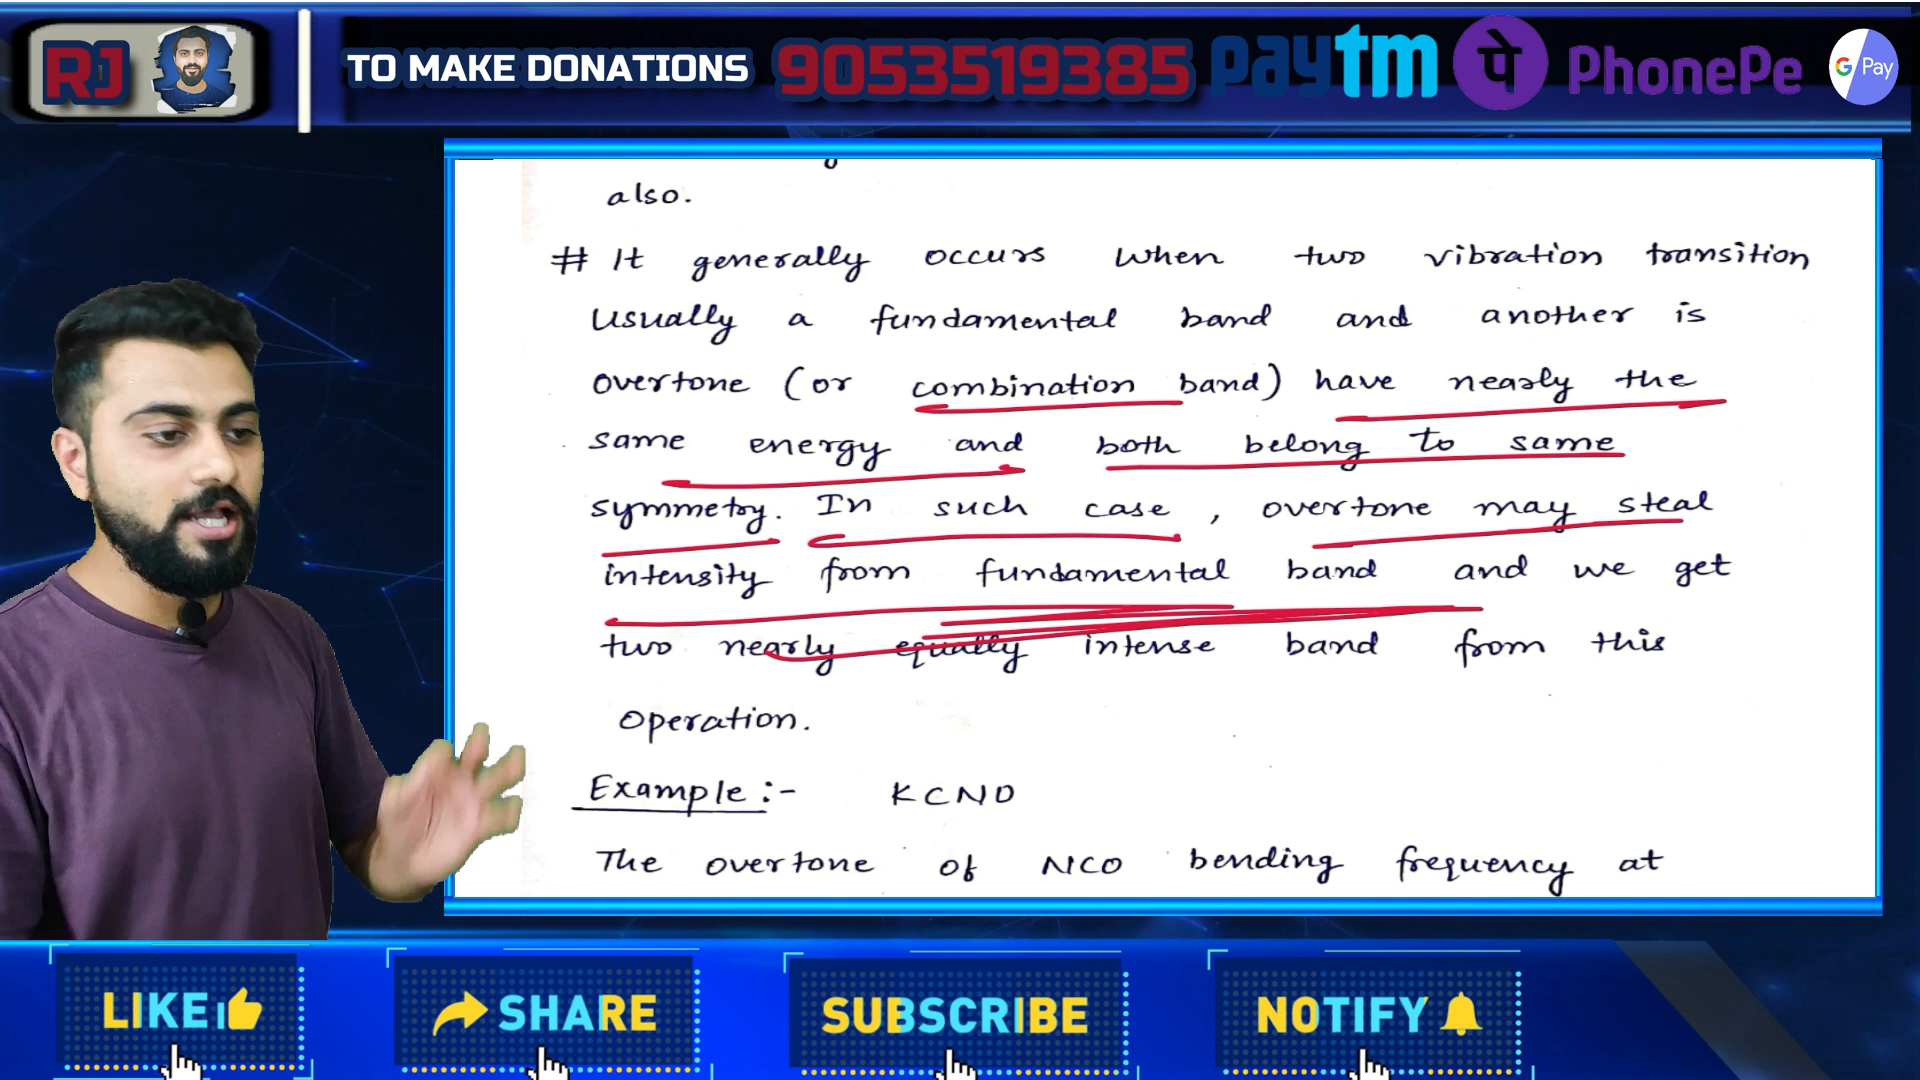 RJ
TO MAKE DONATIONS 9053519385 paytm पे PhonePe G Pay
also.
# It generally occurs when two vibration transition
usually a fundamental band and another is
overtone (or combination band) have nearly the
same energy and both belong to same
symmetry. In such case, overtone may steal
intensity from fundamental band and we get
two nearly equally intense band from this
operation.
Example :- KCNO
The overtone of NCO bending frequency at
LIKE SHARE SUBSCRIBE NOTIFY